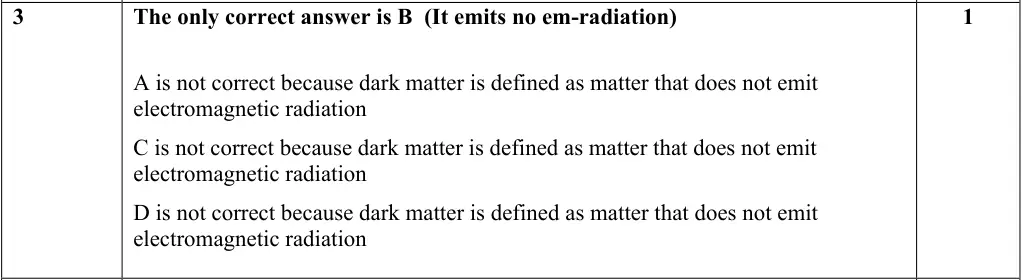 3 The only correct answer is B (It emits no em-radiation) 1
A is not correct because dark matter is defined as matter that does not emit
electromagnetic radiation
C is not correct because dark matter is defined as matter that does not emit
electromagnetic radiation
D is not correct because dark matter is defined as matter that does not emit
electromagnetic radiation